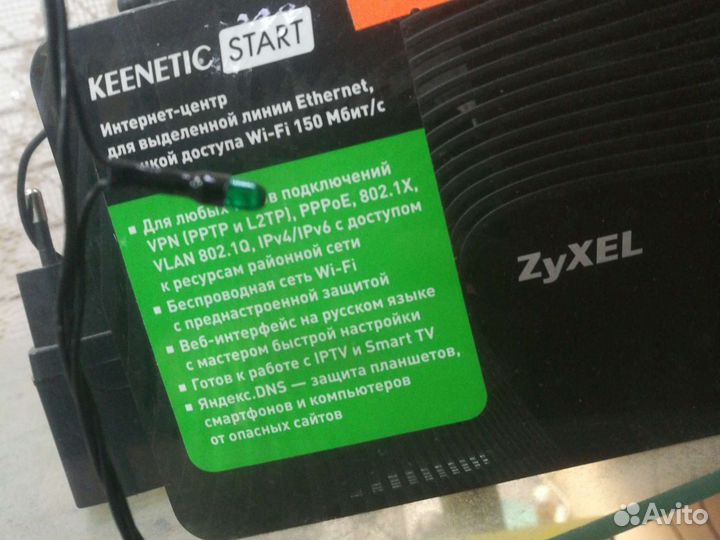 KEENETIC START
Интернет-центр
для выделенной линии Ethernet,
доступа Wi-Fi 150 Мбит/с
▪ Для любых подключений
VPN (PPTP и L2TP), PPPoE, 802.1X,
VLAN 802.1Q, IPv4/IPv6 с доступом
к ресурсам районной сети
▪ Беспроводная сеть Wi-Fi
с преднастроенной защитой
▪ Веб-интерфейс на русском языке
с мастером быстрой настройки
▪ Готов к работе с IPTV и Smart TV
▪ Яндекс.DNS — защита планшетов,
смартфонов и компьютеров
от опасных сайтов
ZyXEL
Avito